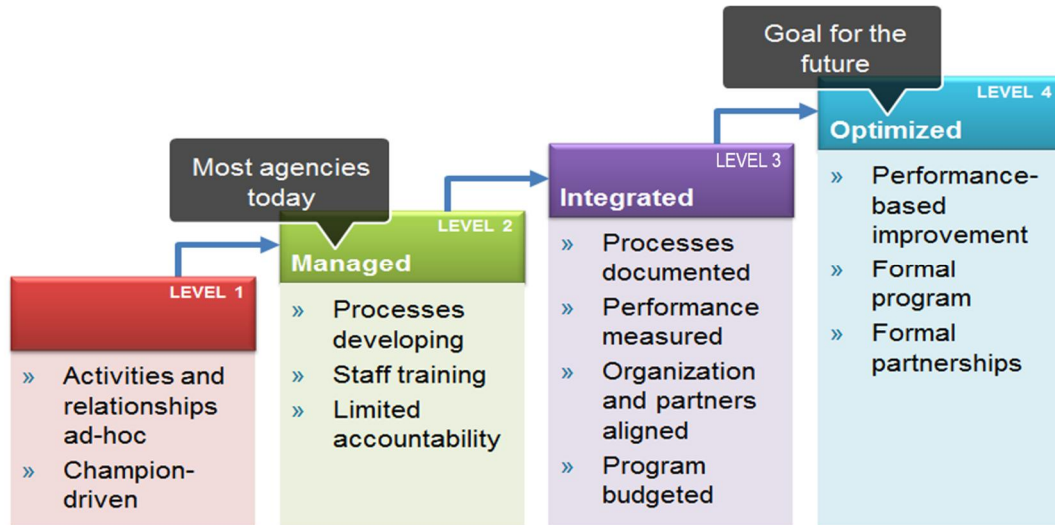 LEVEL 1
» Activities and
relationships
ad-hoc
» Champion-
driven
Most agencies
today
LEVEL 2
Managed
» Processes
developing
» Staff training
» Limited
accountability
LEVEL 3
Integrated
» Processes
documented
» Performance
measured
» Organization
and partners
aligned
» Program
budgeted
Goal for the
future
LEVEL 4
Optimized
» Performance-
based
improvement
» Formal
program
» Formal
partnerships